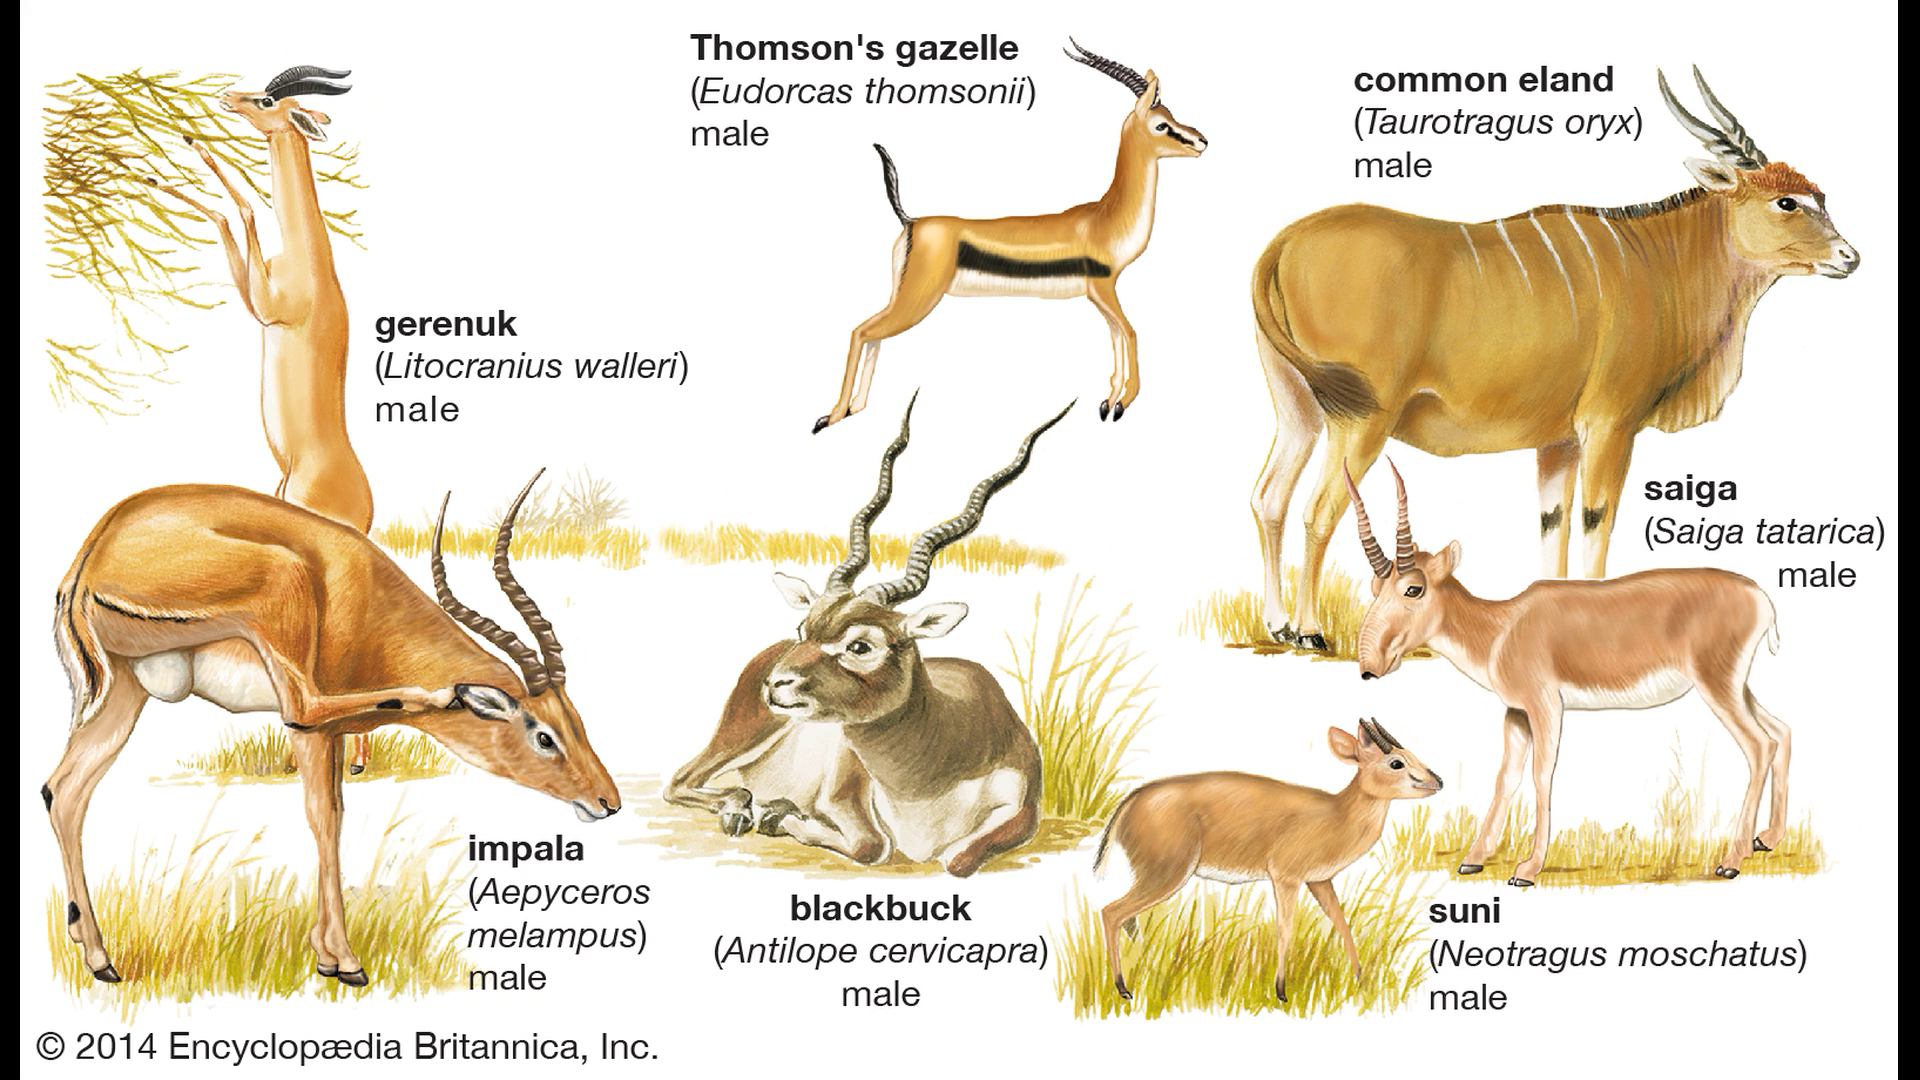 Thomson's gazelle
(Eudorcas thomsonii)
male
common eland
(Taurotragus oryx)
male
gerenuk
(Litocranius walleri)
male
saiga
(Saiga tatarica)
male
impala
(Aepyceros
melampus)
male
blackbuck
(Antilope cervicapra)
male
suni
(Neotragus moschatus)
male
© 2014 Encyclopædia Britannica, Inc.